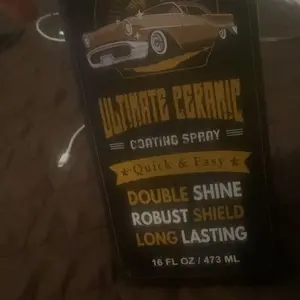 ULTIMATE CERAMIC
COATING SPRAY
Quick & Easy
DOUBLE SHINE
ROBUST SHIELD
LONG LASTING
16 FL OZ / 473 ML